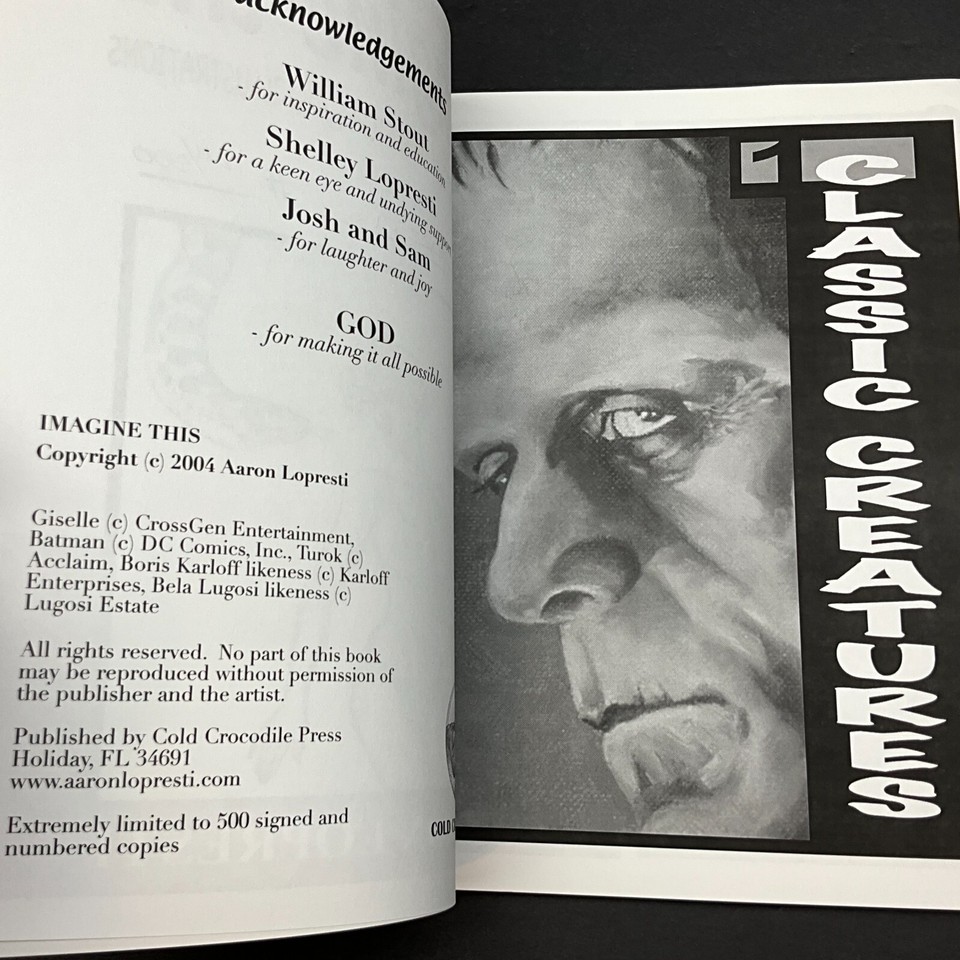 acknowledgements
William Stout
- for inspiration and education
Shelley Lopresti
- for a keen eye and undying
Josh and Sam
- for laughter and joy
GOD
- for making it all possible
IMAGINE THIS
Copyright (c) 2004 Aaron Lopresti
Giselle (c) CrossGen Entertainment,
Batman (c) DC Comics, Inc., Turok (c)
Acclaim, Boris Karloff likeness (c) Karloff
Enterprises, Bela Lugosi likeness (c)
Lugosi Estate
All rights reserved. No part of this book
may be reproduced without permission of
the publisher and the artist.
Published by Cold Crocodile Press
Holiday, FL 34691
www.aaronlopresti.com
Extremely limited to 500 signed and
numbered copies
COLD
1
CLASSIC CREATURES